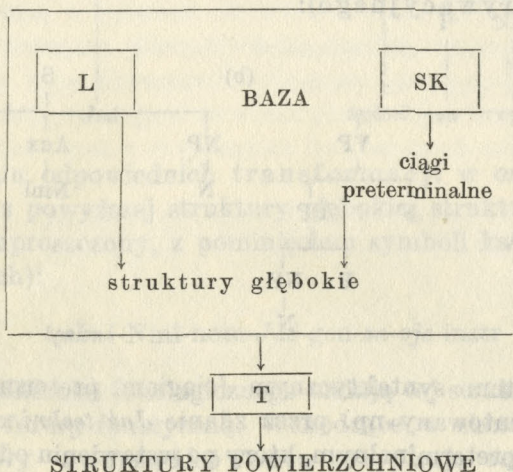 L
BAZA
SK
ciągi
preterminalne
struktury głębokie
T
STRUKTURY POWIERZCHNIOWE